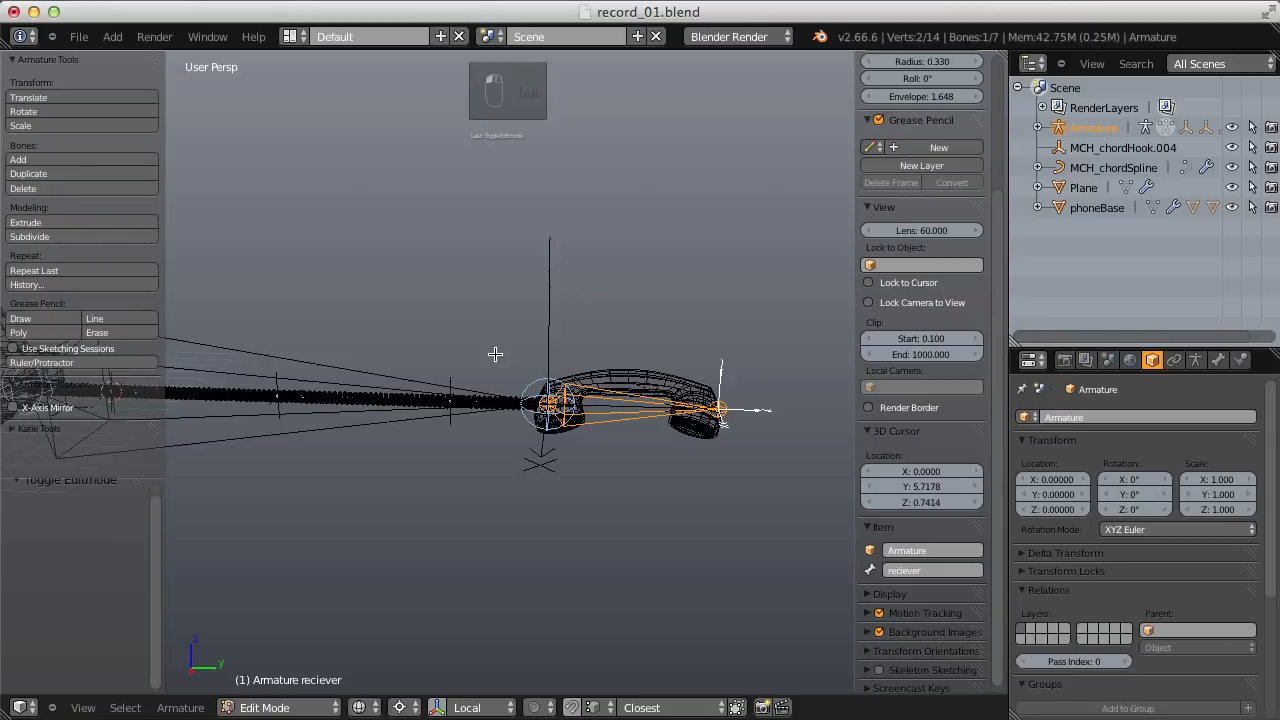 record_01.blend
File Add Render Window Help Default Scene Blender Render v2.66.6 | Verts:2/14 | Bones:1/7 | Mem:42.75M (0.25M) | Armature
Armature Tools
Transform:
Translate
Rotate
Scale
Bones:
Add
Duplicate
Delete
Modeling:
Extrude
Subdivide
Repeat:
Repeat Last
History...
Grease Pencil:
Draw Line
Poly Erase
Use Sketching Sessions
Ruler/Protractor
Armature Options
X-Axis Mirror
Katie Tools
Toggle Editmode
User Persp
TAB
Last: Toggle Editmode
z
y
(1) Armature reciever
Radius: 0.330
Roll: 0°
Envelope: 1.648
Grease Pencil
New
New Layer
Delete Frame Convert
View
Lens: 60.000
Lock to Object:
Lock to Cursor
Lock Camera to View
Clip:
Start: 0.100
End: 1000.000
Local Camera:
Render Border
3D Cursor
Location:
X: 0.0000
Y: 5.7178
Z: 0.7414
Item
Armature
reciever
Display
Motion Tracking
Background Images
Transform Orientations
Skeleton Sketching
Screencast Keys
View Search All Scenes
Scene
RenderLayers
Armature
MCH_chordHook.004
MCH_chordSpline
Plane
phoneBase
Armature
Armature
Transform
Location: Rotation: Scale:
X: 0.00000 X: 0° X: 1.000
Y: 0.00000 Y: 0° Y: 1.000
Z: 0.00000 Z: 0° Z: 1.000
Rotation Mode: XYZ Euler
Delta Transform
Transform Locks
Relations
Layers: Parent:
Object
Pass Index: 0
Groups
Add to Group
View Select Armature Edit Mode Local Closest